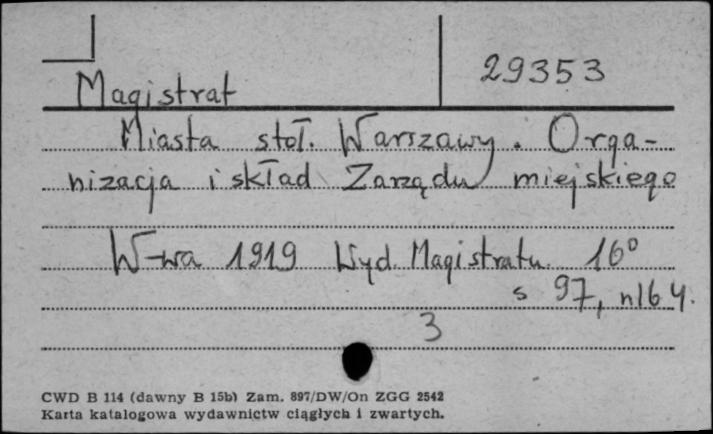 29353
Magistrat
Miasta stoł. Warszawy. Orga-
nizacja i skład Zarządu miejskiego
W-wa 1919 Wyd. Magistratu 16°
s 97, nlb 4.
3
CWD B 114 (dawny B 15b) Zam. 897/DW/On ZGG 2542
Karta katalogowa wydawnictw ciągłych i zwartych.